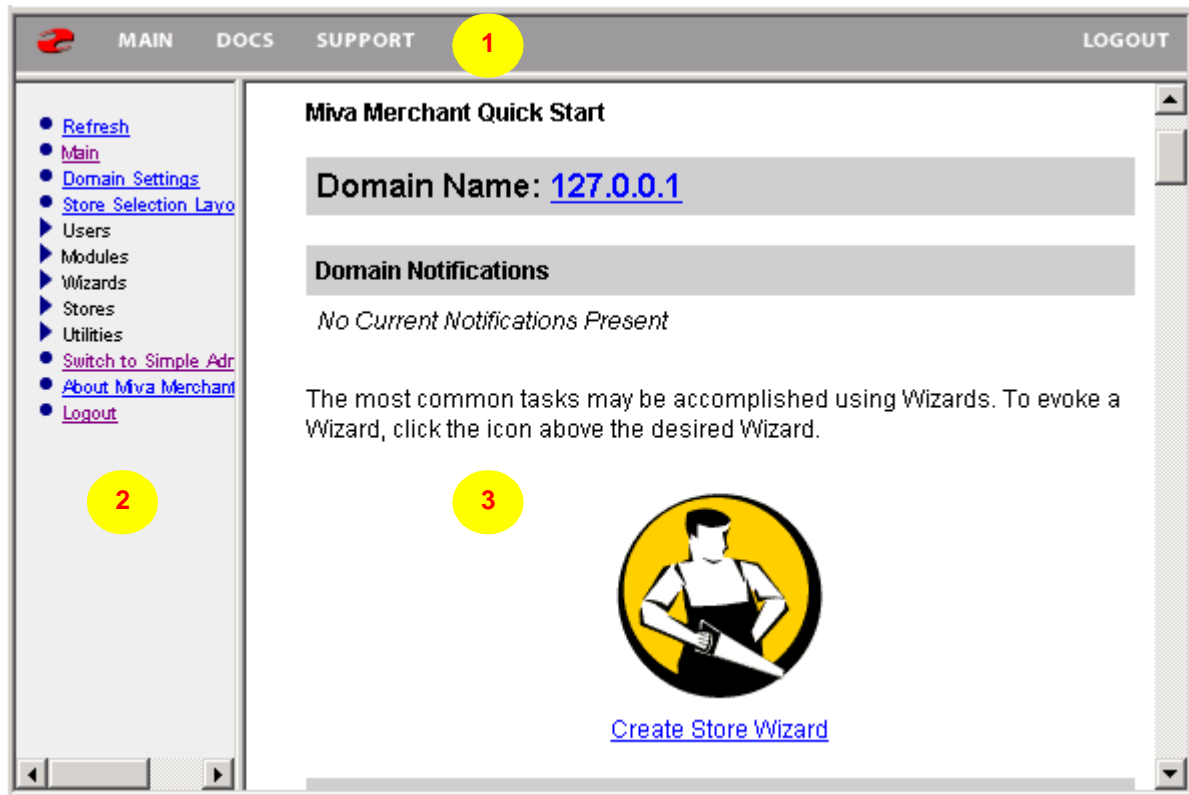 MAIN DOCS SUPPORT 1 LOGOUT
Refresh
Main
Domain Settings
Store Selection Layo
Users
Modules
Wizards
Stores
Utilities
Switch to Simple Adr
About Miva Merchant
Logout
2
Miva Merchant Quick Start
Domain Name: 127.0.0.1
Domain Notifications
No Current Notifications Present
The most common tasks may be accomplished using Wizards. To evoke a
Wizard, click the icon above the desired Wizard.
3
Create Store Wizard